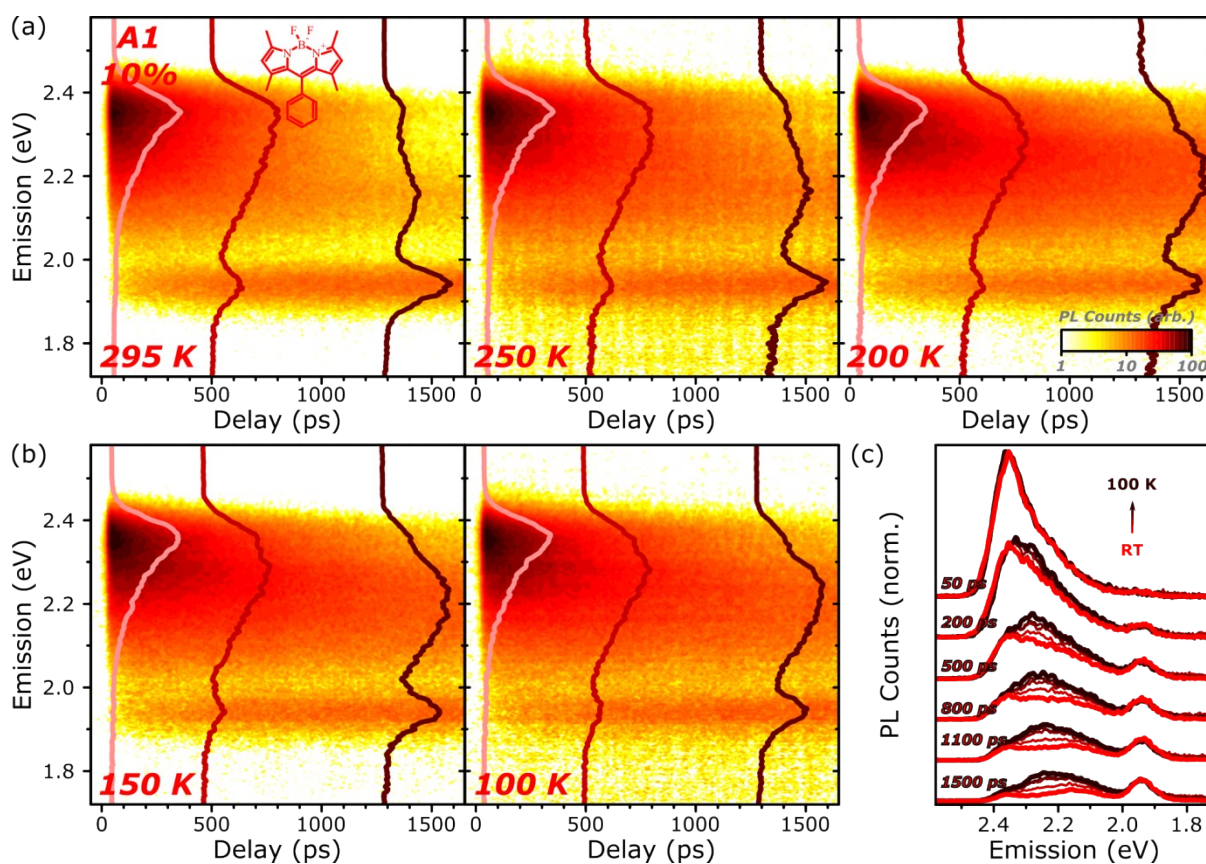 (a)
A1
10%
F F
B
N N+
Emission (eV)
2.4
2.2
2.0
1.8
295 K
250 K
200 K
PL Counts (arb.)
1 10 100
0 500 1000 1500
0 500 1000 1500
0 500 1000 1500
Delay (ps)
Delay (ps)
Delay (ps)
(b)
Emission (eV)
2.4
2.2
2.0
1.8
150 K
100 K
0 500 1000 1500
0 500 1000 1500
Delay (ps)
Delay (ps)
(c)
PL Counts (norm.)
100 K
RT
50 ps
200 ps
500 ps
800 ps
1100 ps
1500 ps
2.4 2.2 2.0 1.8
Emission (eV)